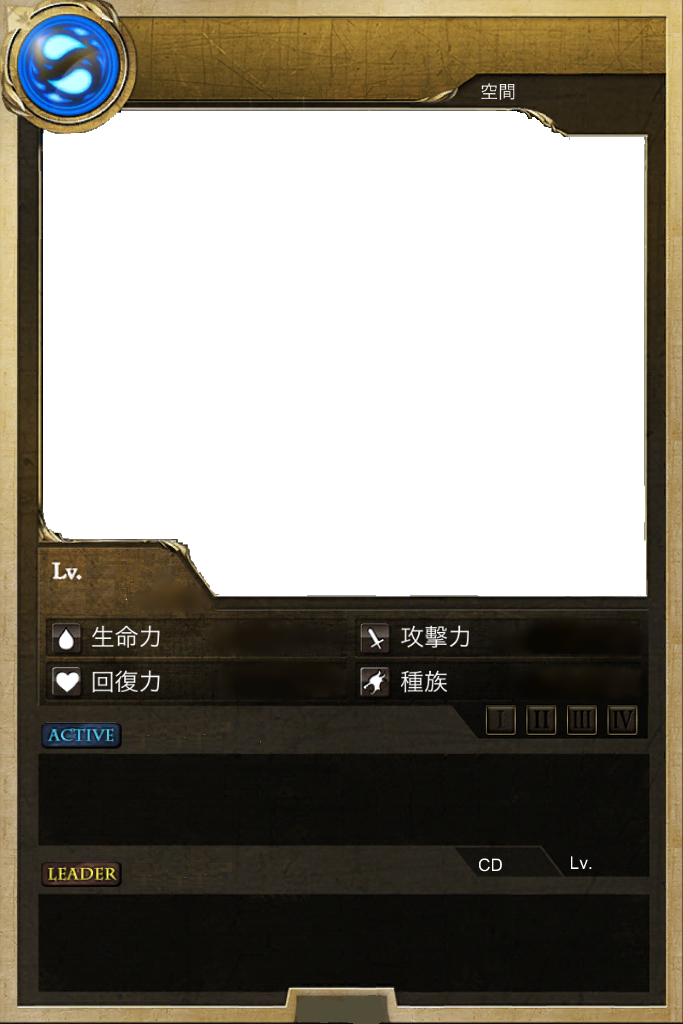 空間
Lv.
生命力 攻擊力
回復力 種族
I II III IV
ACTIVE
CD Lv.
LEADER